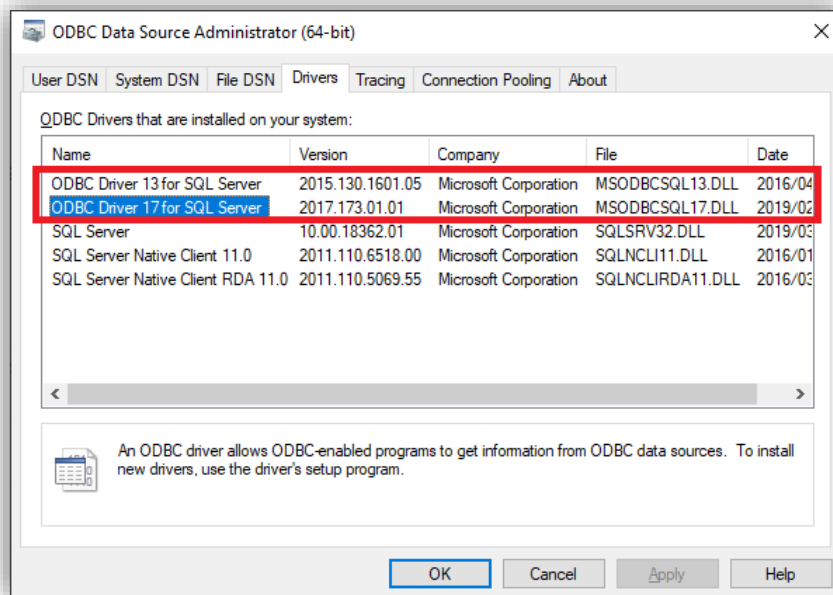 ODBC Data Source Administrator (64-bit)
User DSN System DSN File DSN Drivers Tracing Connection Pooling About
ODBC Drivers that are installed on your system:
Name Version Company File Date
ODBC Driver 13 for SQL Server 2015.130.1601.05 Microsoft Corporation MSODBCSQL13.DLL 2016/04
ODBC Driver 17 for SQL Server 2017.173.01.01 Microsoft Corporation MSODBCSQL17.DLL 2019/02
SQL Server 10.00.18362.01 Microsoft Corporation SQLSRV32.DLL 2019/03
SQL Server Native Client 11.0 2011.110.6518.00 Microsoft Corporation SQLNCLI11.DLL 2016/01
SQL Server Native Client RDA 11.0 2011.110.5069.55 Microsoft Corporation SQLNCLIRDA11.DLL 2016/03
An ODBC driver allows ODBC-enabled programs to get information from ODBC data sources. To install
new drivers, use the driver's setup program.
OK Cancel Apply Help